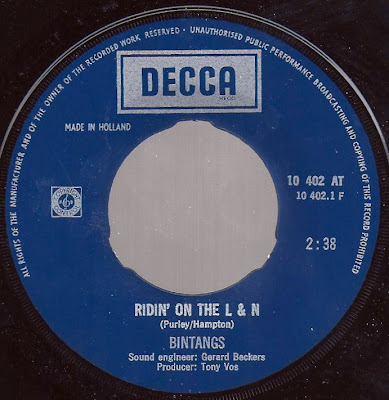 ALL RIGHTS OF THE MANUFACTURER AND OF THE OWNER OF THE RECORDED WORK RESERVED · UNAUTHORISED PUBLIC PERFORMANCE BROADCASTING AND COPYING OF THIS RECORD PROHIBITED
DECCA
MADE IN HOLLAND
10 402 AT
10 402.1 F
2:38
RIDIN' ON THE L & N
(Purley/Hampton)
BINTANGS
Sound engineer: Gerard Beckers
Producer: Tony Vos